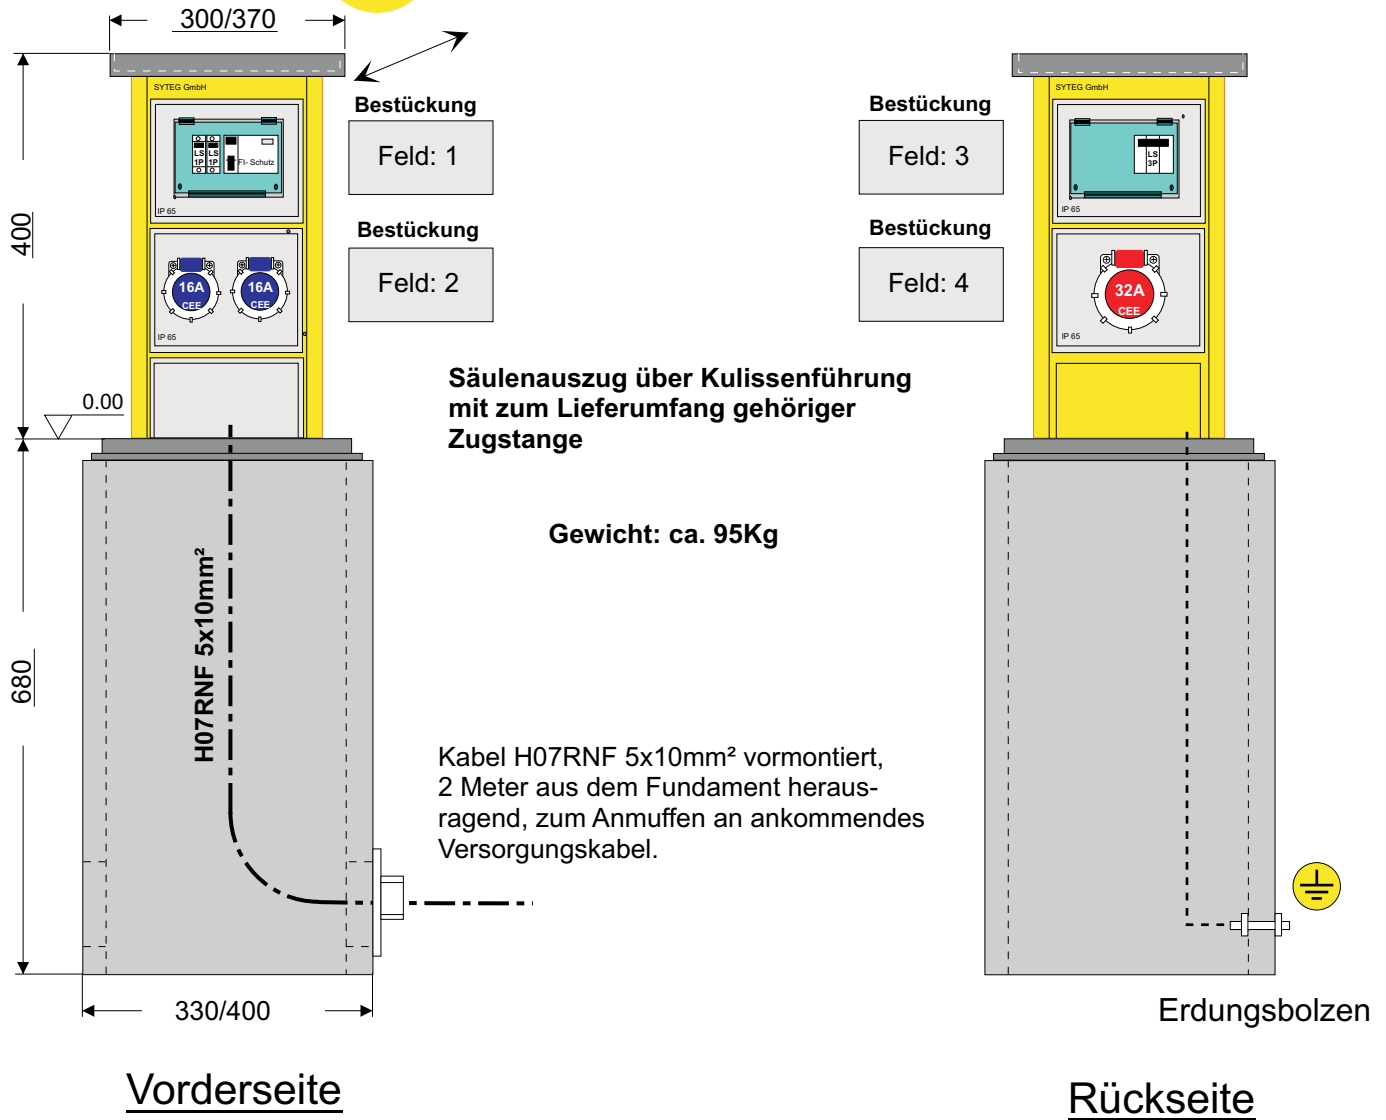 300/370
SYTEG GmbH
LS
1P
LS
1P
FI- Schutz
IP 65
Bestückung
Feld: 1
400
16A
CEE
16A
CEE
IP 65
Bestückung
Feld: 2
0.00
SYTEG GmbH
LS
3P
IP 65
Bestückung
Feld: 3
32A
CEE
IP 65
Bestückung
Feld: 4
Säulenauszug über Kulissenführung
mit zum Lieferumfang gehöriger
Zugstange
Gewicht: ca. 95Kg
H07RNF 5x10mm²
680
Kabel H07RNF 5x10mm² vormontiert,
2 Meter aus dem Fundament heraus-
ragend, zum Anmuffen an ankommendes
Versorgungskabel.
330/400
Erdungsbolzen
Vorderseite
Rückseite